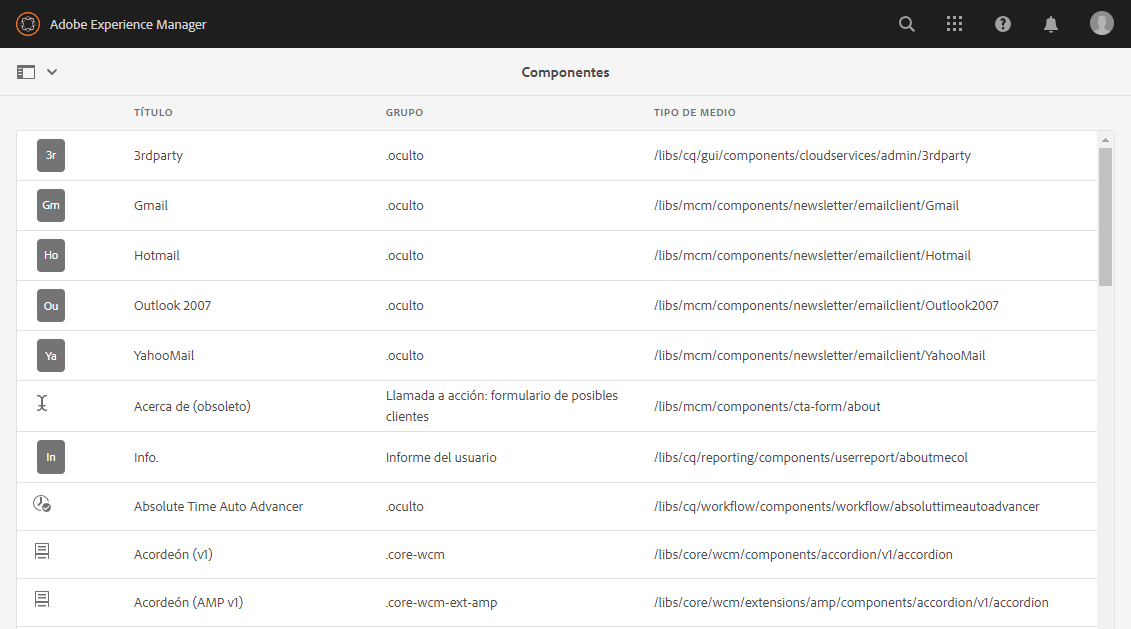 Adobe Experience Manager
Componentes
TÍTULO GRUPO TIPO DE MEDIO
3r 3rdparty .oculto /libs/cq/gui/components/cloudservices/admin/3rdparty
Gm Gmail .oculto /libs/mcm/components/newsletter/emailclient/Gmail
Ho Hotmail .oculto /libs/mcm/components/newsletter/emailclient/Hotmail
Ou Outlook 2007 .oculto /libs/mcm/components/newsletter/emailclient/Outlook2007
Ya YahooMail .oculto /libs/mcm/components/newsletter/emailclient/YahooMail
Acerca de (obsoleto) Llamada a acción: formulario de posibles
clientes /libs/mcm/components/cta-form/about
In Info. Informe del usuario /libs/cq/reporting/components/userreport/aboutmecol
Absolute Time Auto Advancer .oculto /libs/cq/workflow/components/workflow/absoluttimeautoadvancer
Acordeón (v1) .core-wcm /libs/core/wcm/components/accordion/v1/accordion
Acordeón (AMP v1) .core-wcm-ext-amp /libs/core/wcm/extensions/amp/components/accordion/v1/accordion